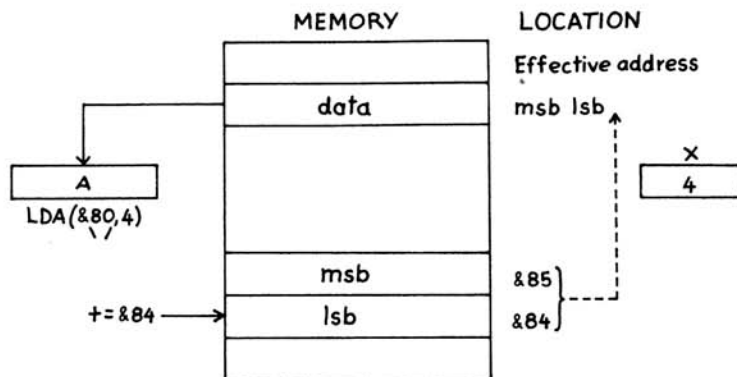 MEMORY LOCATION
Effective address
data msb lsb
X
A 4
LDA(&80,4)
msb &85
+=&84 lsb &84